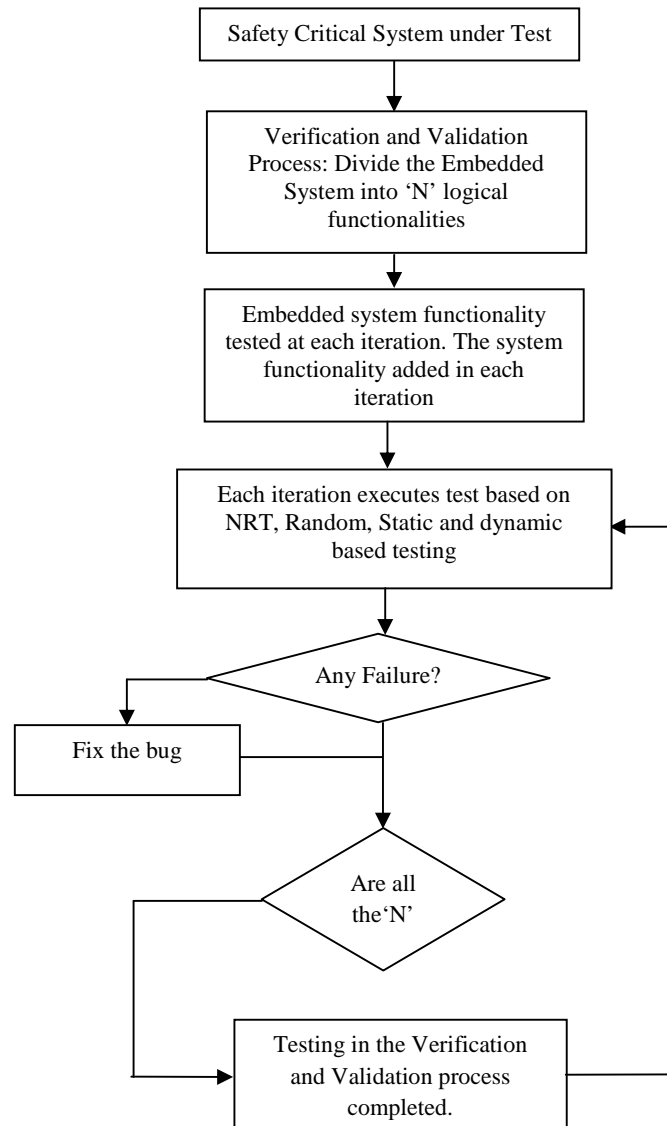 Safety Critical System under Test
Verification and Validation
Process: Divide the Embedded
System into ‘N’ logical
functionalities
Embedded system functionality
tested at each iteration. The system
functionality added in each
iteration
Each iteration executes test based on
NRT, Random, Static and dynamic
based testing
Any Failure?
Fix the bug
Are all
the‘N’
Testing in the Verification
and Validation process
completed.